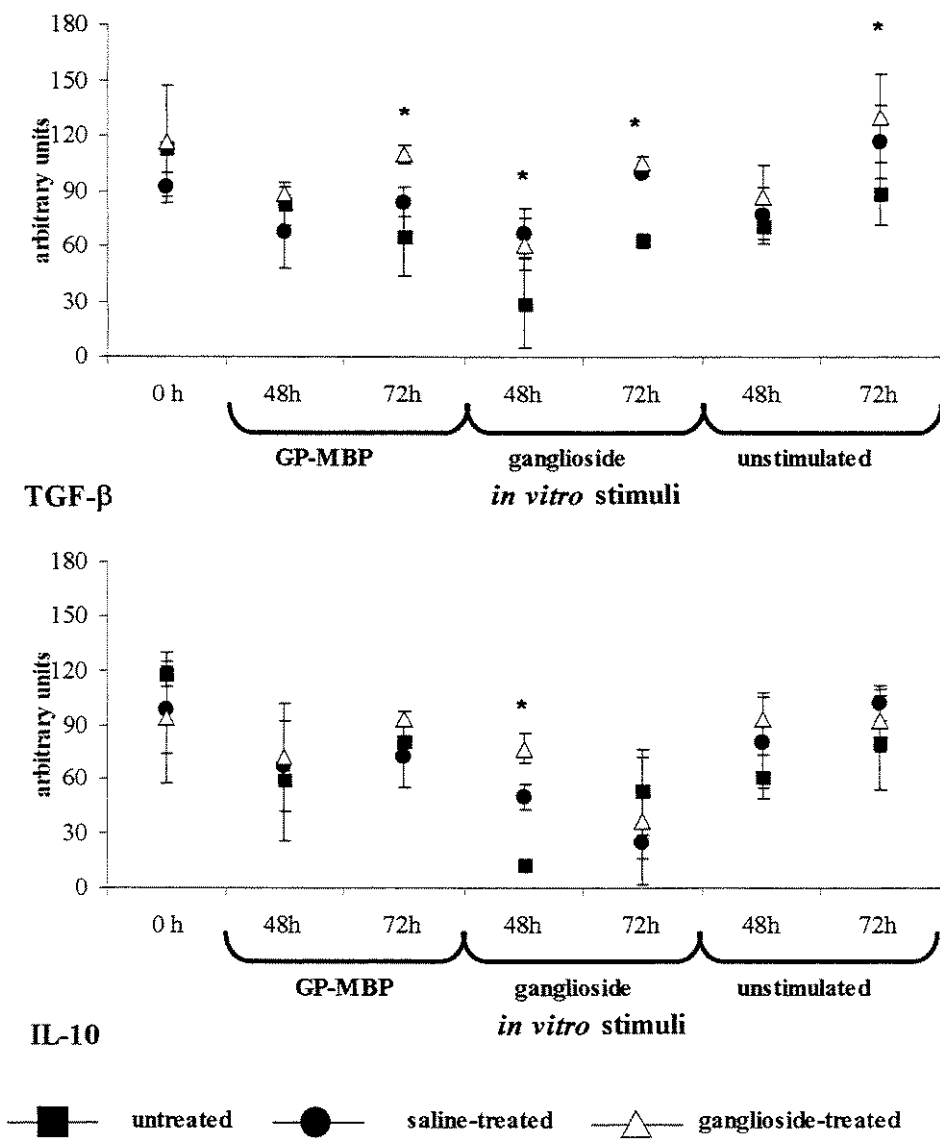 180
*
150
*
120
*
*
90
60
30
0
arbitrary units
0 h 48h 72h 48h 72h 48h 72h
GP-MBP ganglioside unstimulated
TGF-β in vitro stimuli
180
150
120
*
90
60
30
0
arbitrary units
0 h 48h 72h 48h 72h 48h 72h
GP-MBP ganglioside unstimulated
in vitro stimuli
IL-10
untreated saline-treated ganglioside-treated